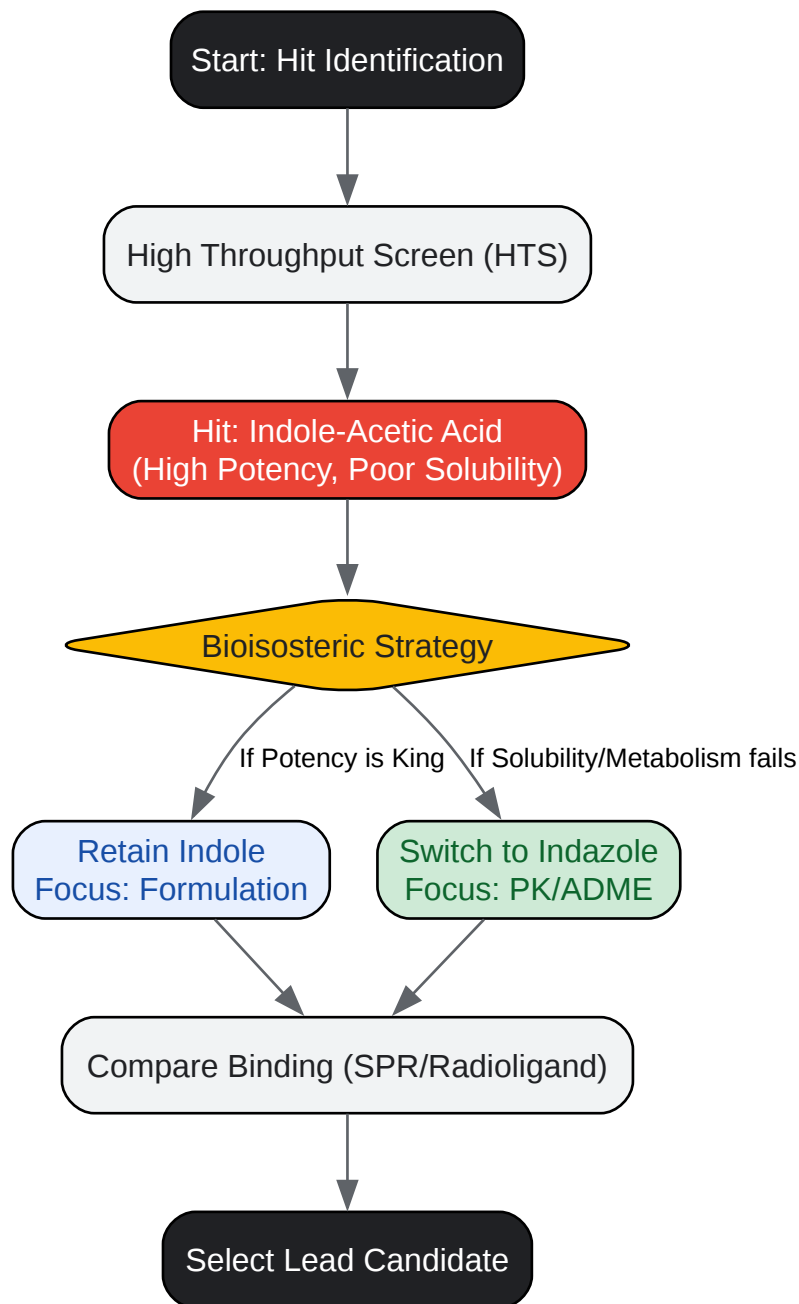 Start: Hit Identification
High Throughput Screen (HTS)
Hit: Indole-Acetic Acid
(High Potency, Poor Solubility)
Bioisosteric Strategy
If Potency is King
If Solubility/Metabolism fails
Retain Indole
Focus: Formulation
Switch to Indazole
Focus: PK/ADME
Compare Binding (SPR/Radioligand)
Select Lead Candidate